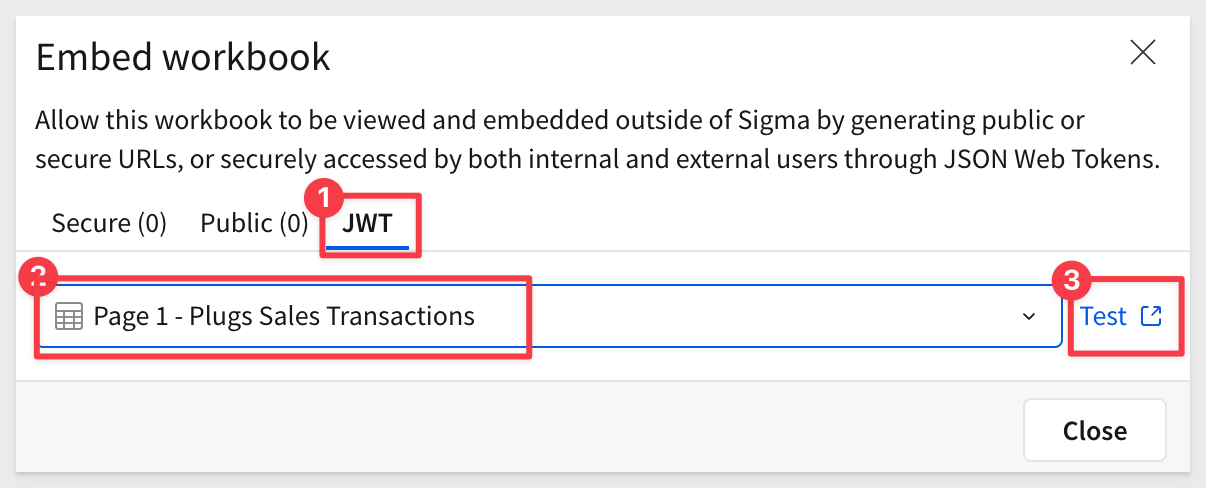 Embed workbook
Allow this workbook to be viewed and embedded outside of Sigma by generating public or
secure URLs, or securely accessed by both internal and external users through JSON Web Tokens.
1
Secure (0) Public (0) JWT
2 3
Page 1 - Plugs Sales Transactions Test
Close